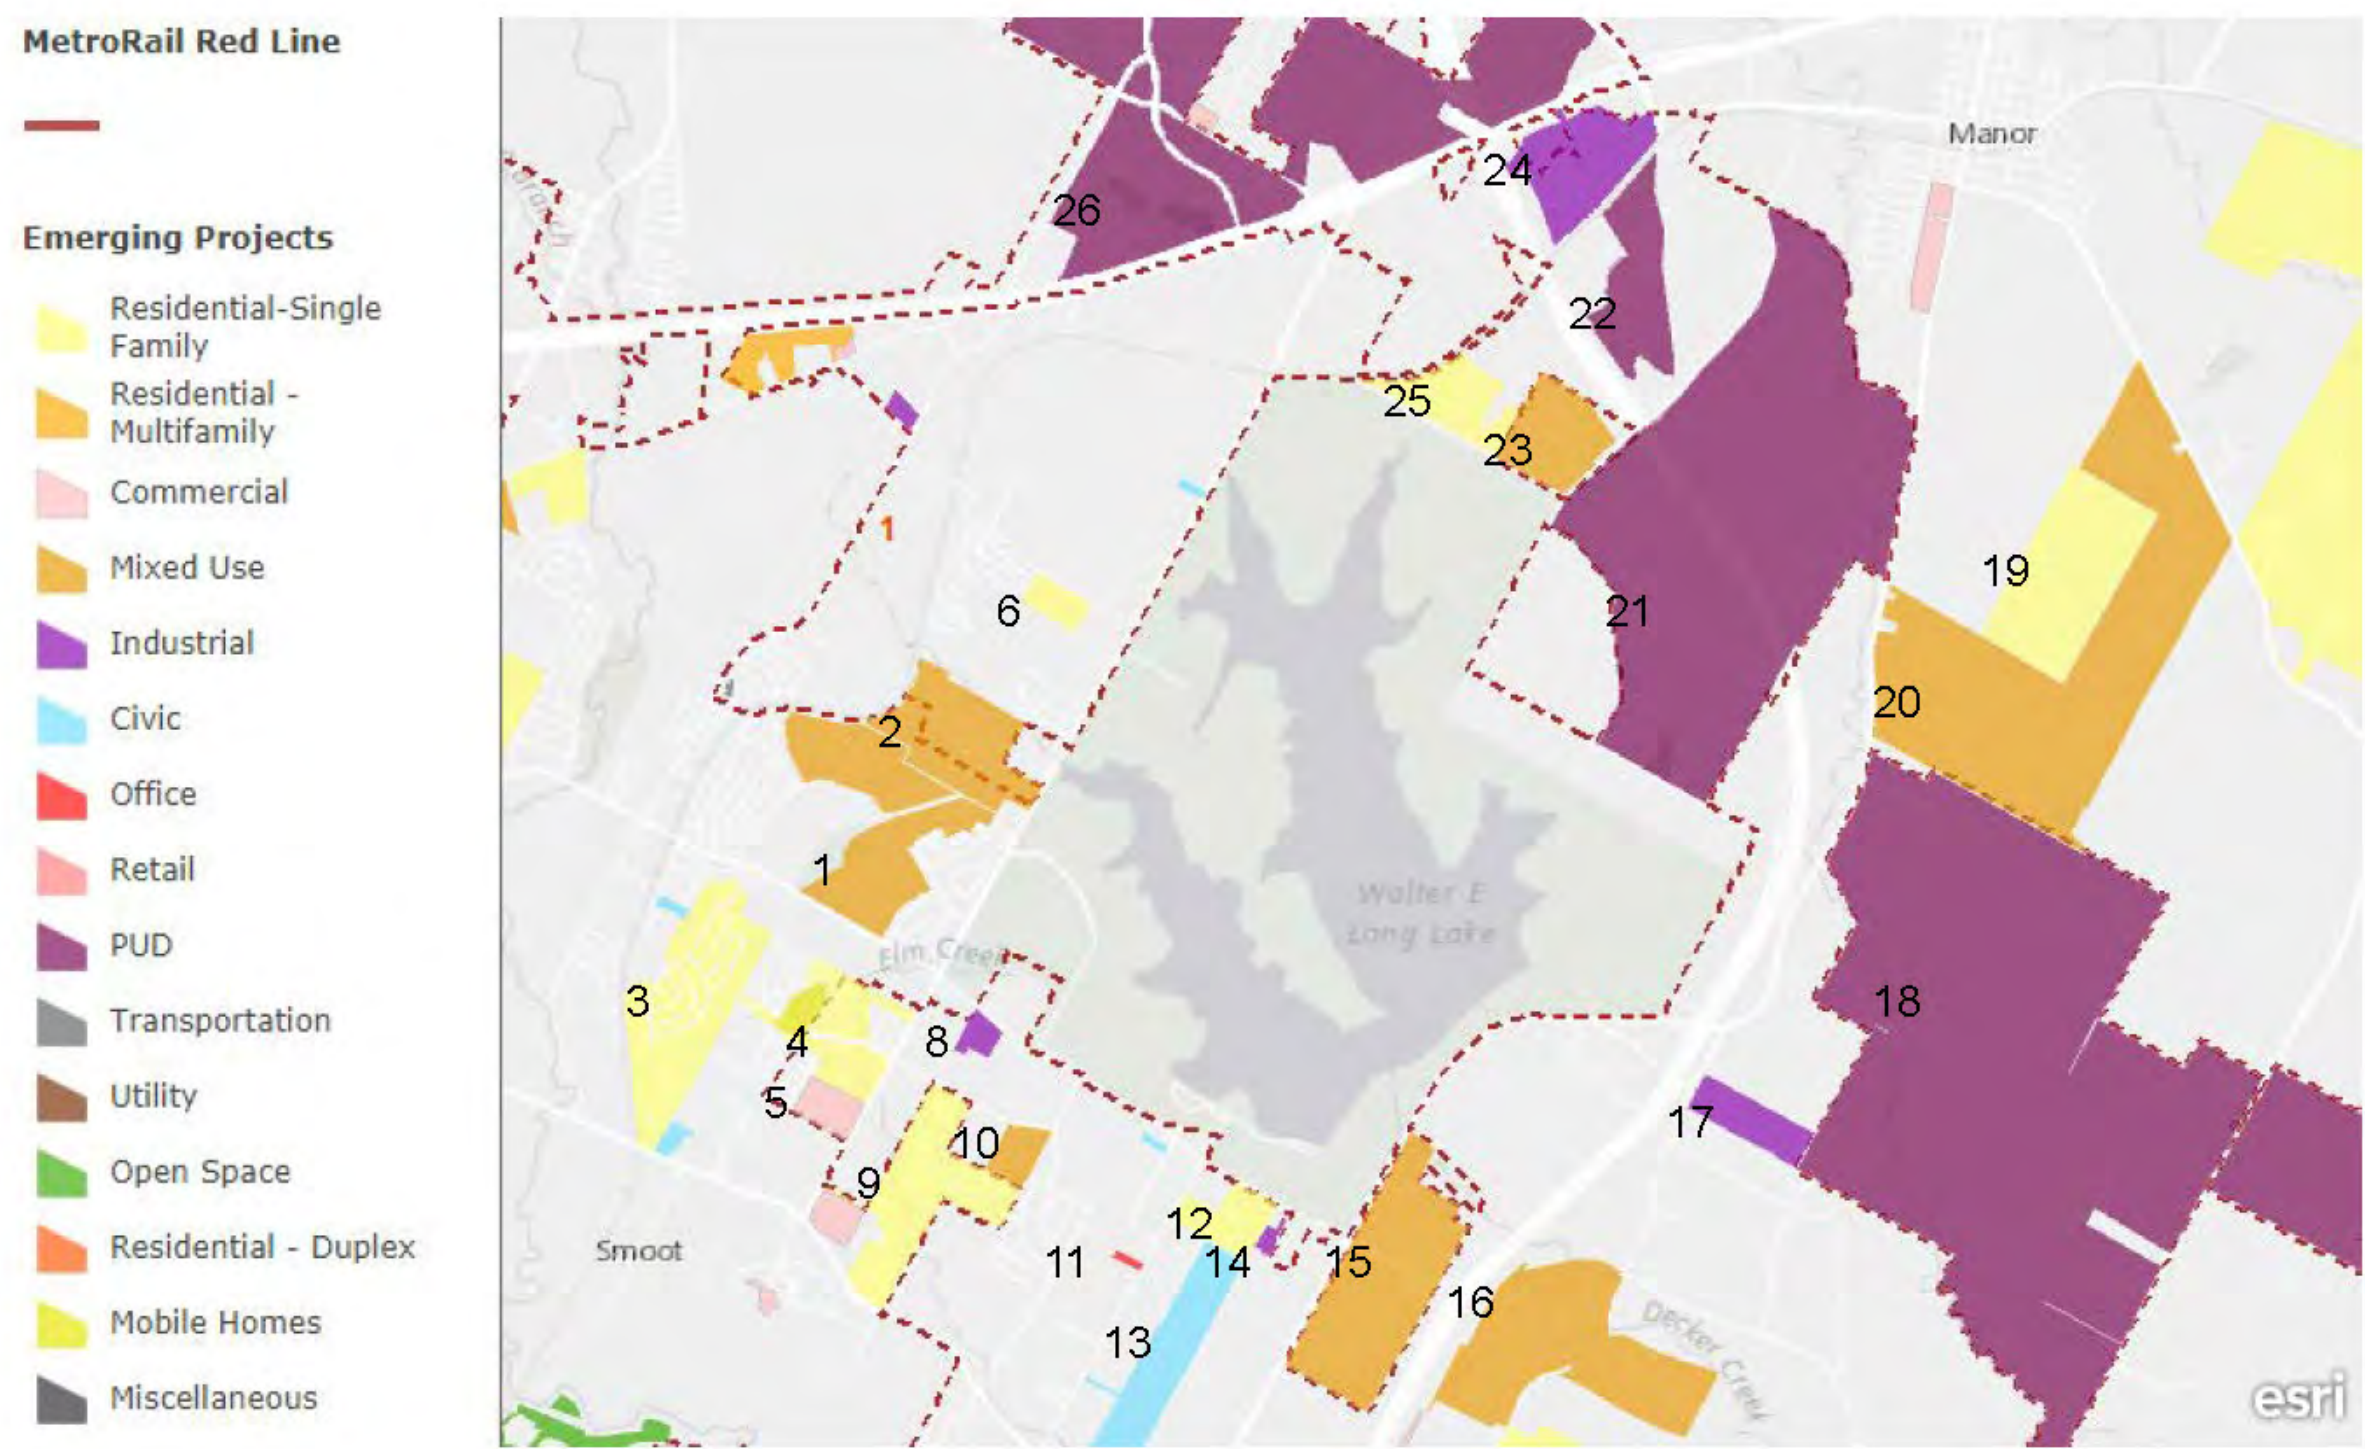 MetroRail Red Line
Emerging Projects
Residential-Single
Family
Residential -
Multifamily
Commercial
Mixed Use
Industrial
Civic
Office
Retail
PUD
Transportation
Utility
Open Space
Residential - Duplex
Mobile Homes
Miscellaneous
Manor
24
26
22
25
23
1
19
6
21
20
2
1
Walter E
Long Lake
Elm Creek
3
18
4
8
5
17
10
9
12
Smoot
11
14
15
16
13
Decker Creek
esri